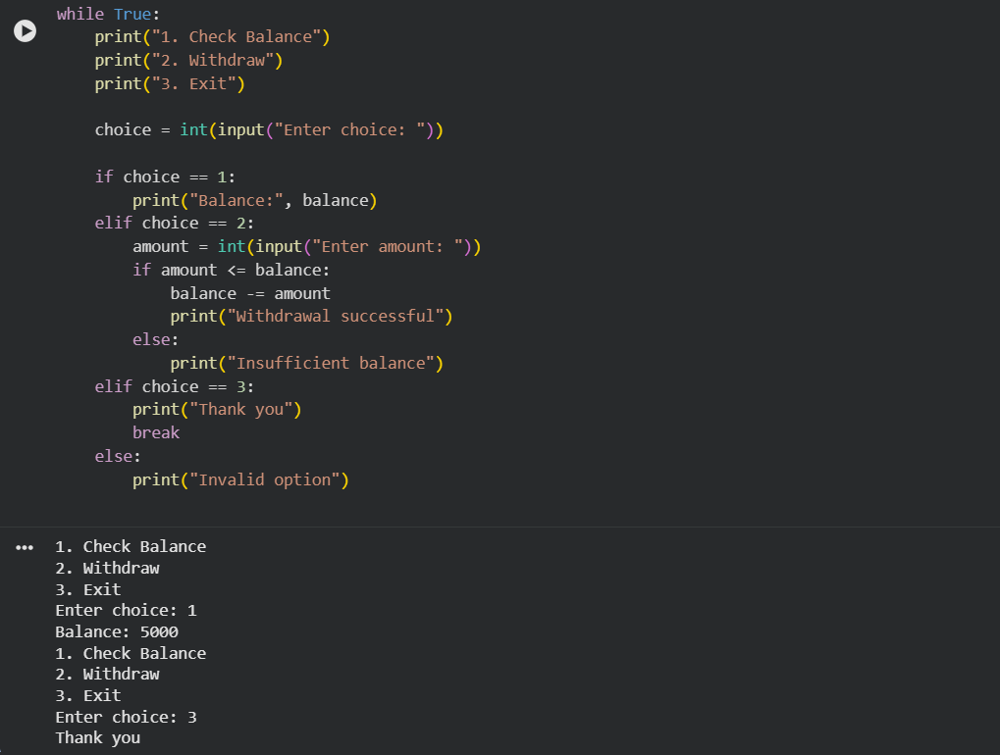 while True:
    print("1. Check Balance")
    print("2. Withdraw")
    print("3. Exit")

    choice = int(input("Enter choice: "))

    if choice == 1:
        print("Balance:", balance)
    elif choice == 2:
        amount = int(input("Enter amount: "))
        if amount <= balance:
            balance -= amount
            print("Withdrawal successful")
        else:
            print("Insufficient balance")
    elif choice == 3:
        print("Thank you")
        break
    else:
        print("Invalid option")

1. Check Balance
2. Withdraw
3. Exit
Enter choice: 1
Balance: 5000
1. Check Balance
2. Withdraw
3. Exit
Enter choice: 3
Thank you